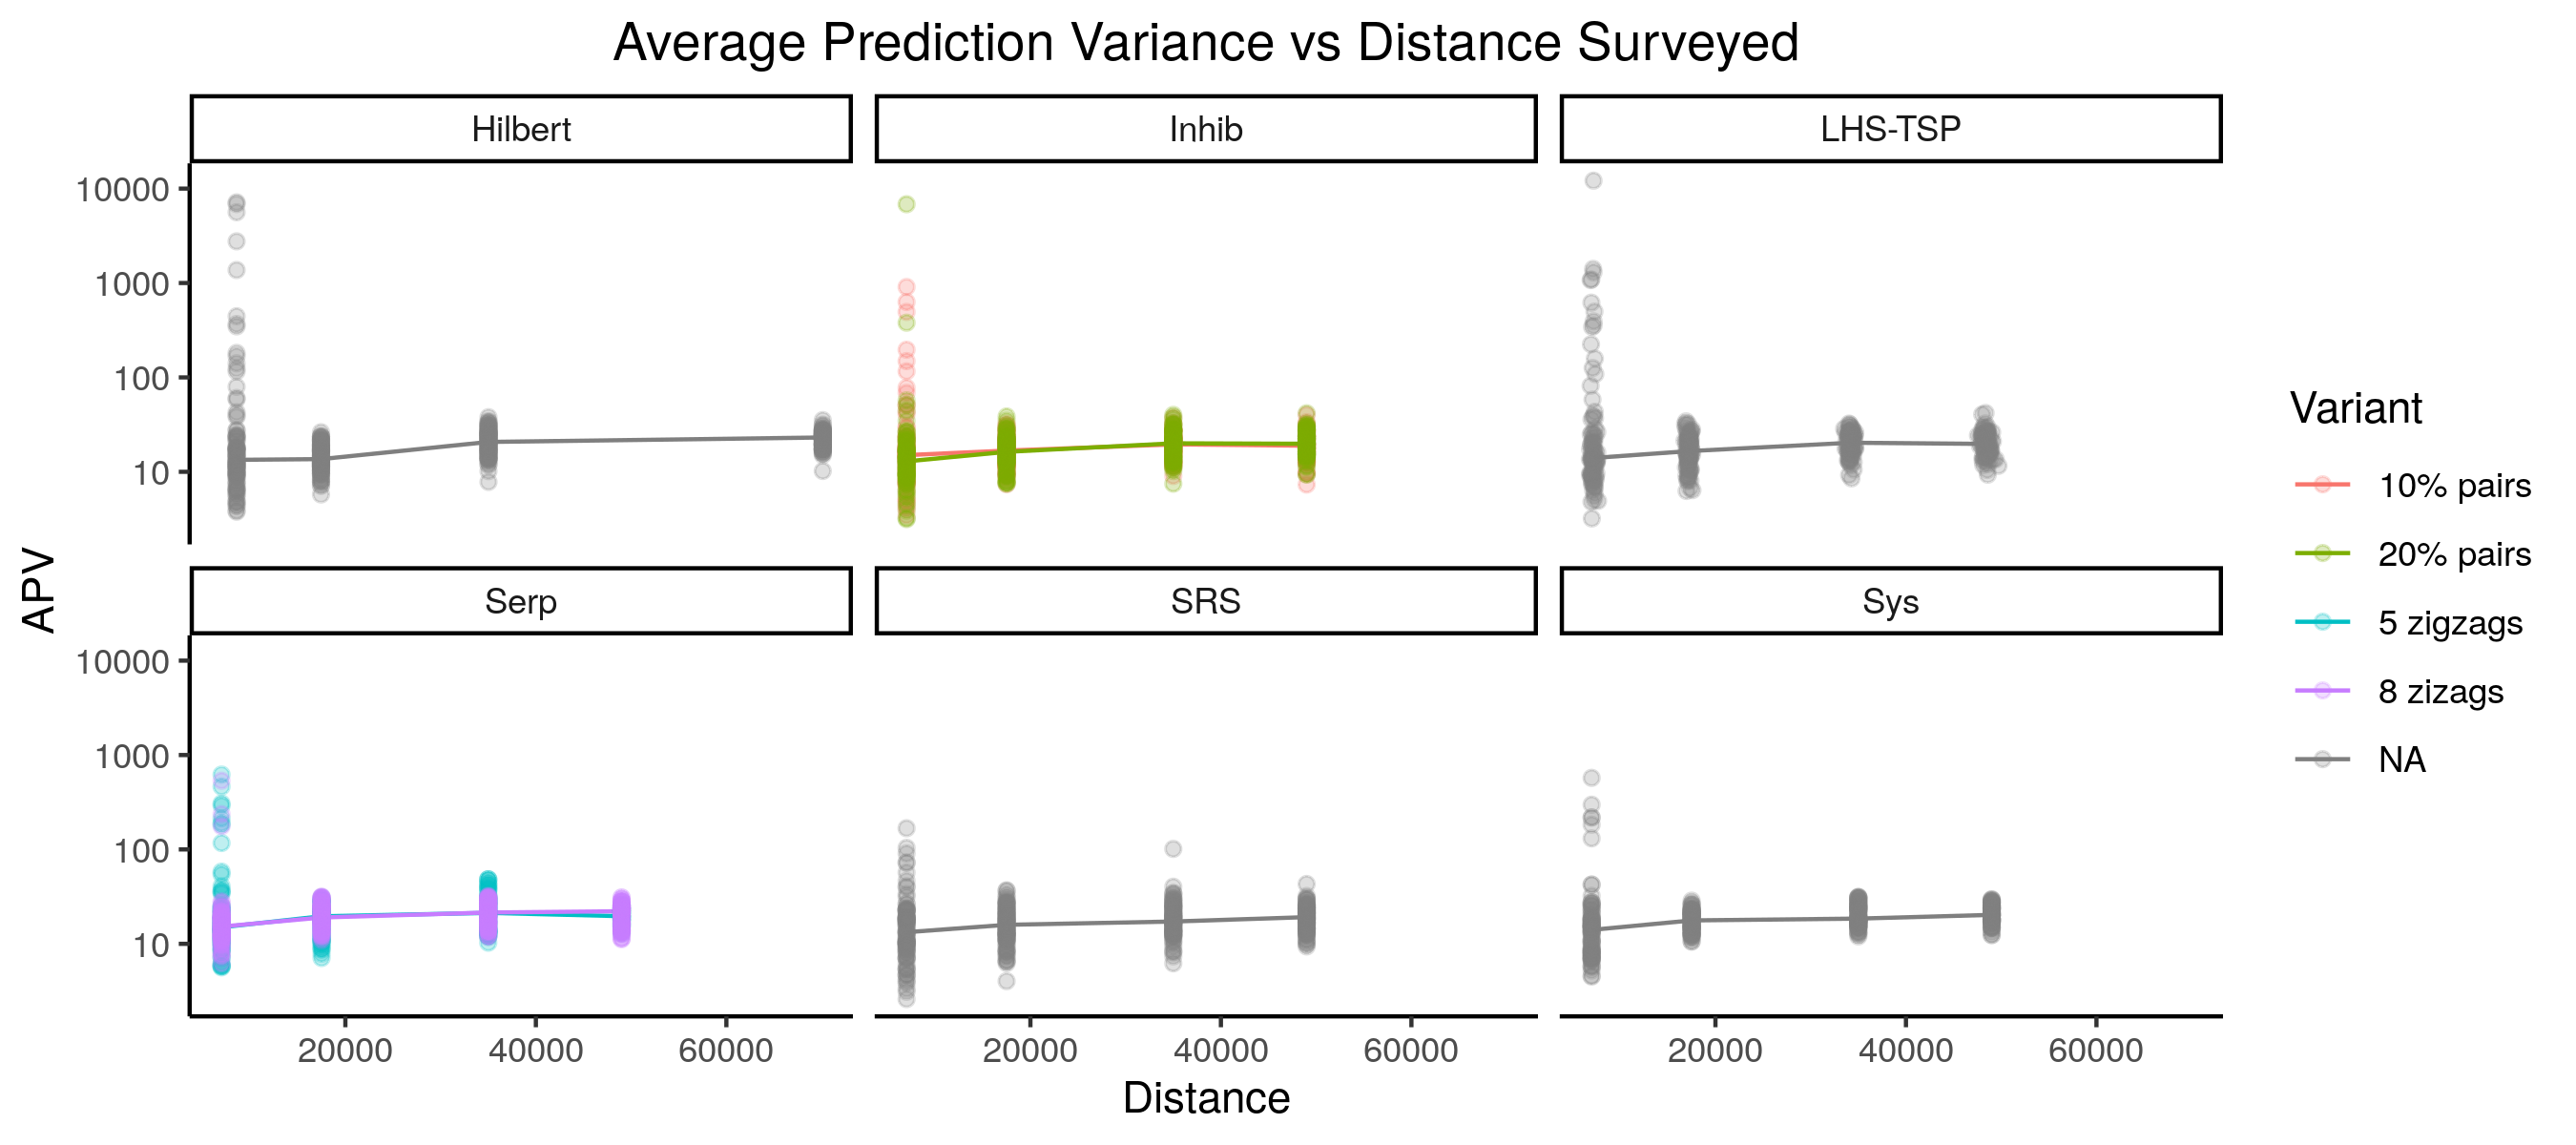 Average Prediction Variance vs Distance Surveyed
Hilbert
Inhib
LHS-TSP
10000
1000
100
10
Serp
SRS
Sys
10000
1000
100
10
20000
40000
60000
20000
40000
60000
20000
40000
60000
Distance
APV
Variant
10% pairs
20% pairs
5 zigzags
8 zizags
NA